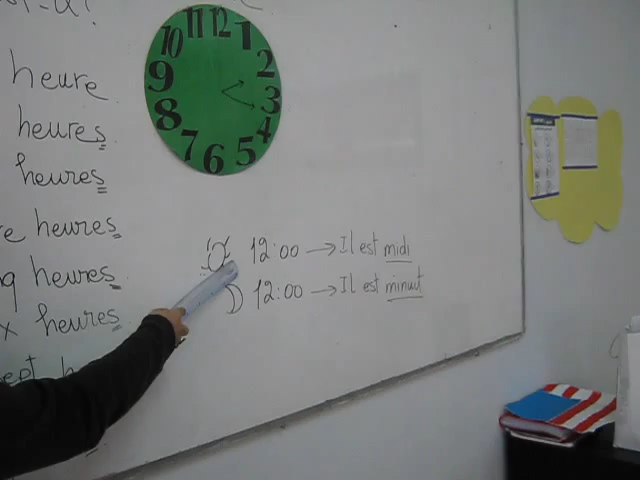 11 12 1
10 2
9 3
8 4
7 6 5
heure
heures
heures
heures
heures
heures
12:00 → Il est midi
12:00 → Il est minuit